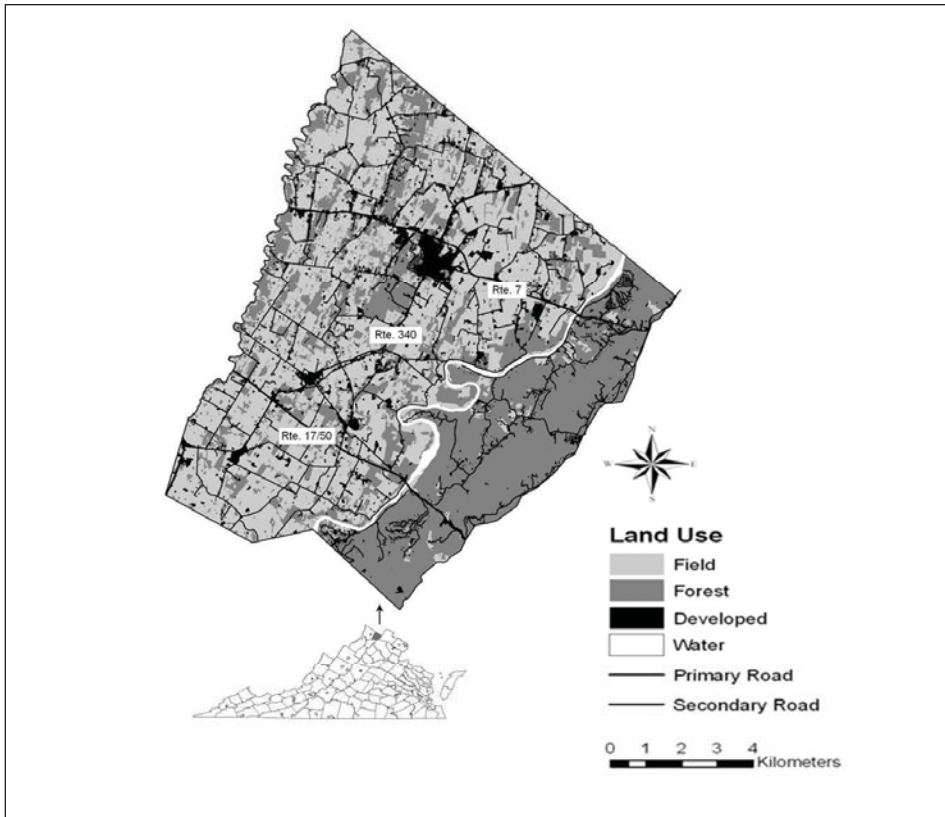 Rte. 7
Rte. 340
Rte. 17/50
N
W
E
S
Land Use
Field
Forest
Developed
Water
Primary Road
Secondary Road
0 1 2 3 4
Kilometers